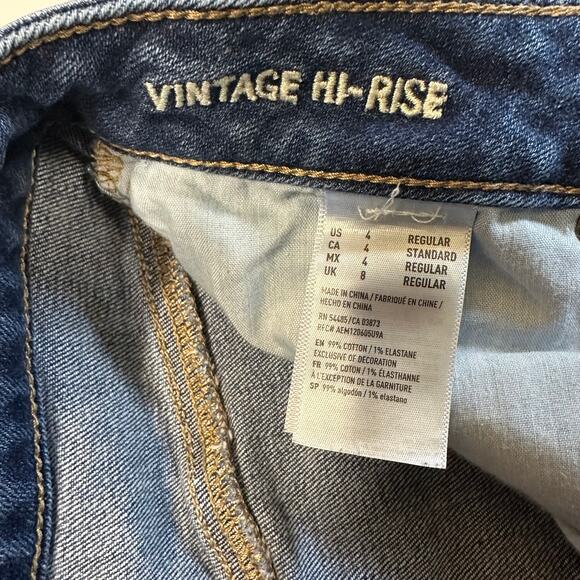 VINTAGE HI-RISE
US 4 REGULAR
CA 4 STANDARD
MX 4 REGULAR
UK 8 REGULAR
MADE IN CHINA / FABRIQUÉ EN CHINE /
HECHO EN CHINA
RN 54485/CA 03873
RFC# AEM120605U9A
EN 99% COTTON / 1% ELASTANE
EXCLUSIVE OF DECORATION
FR 99% COTON / 1% ÉLASTHANNE
À L'EXCEPTION DE LA GARNITURE
SP 99% algodón / 1% elastano